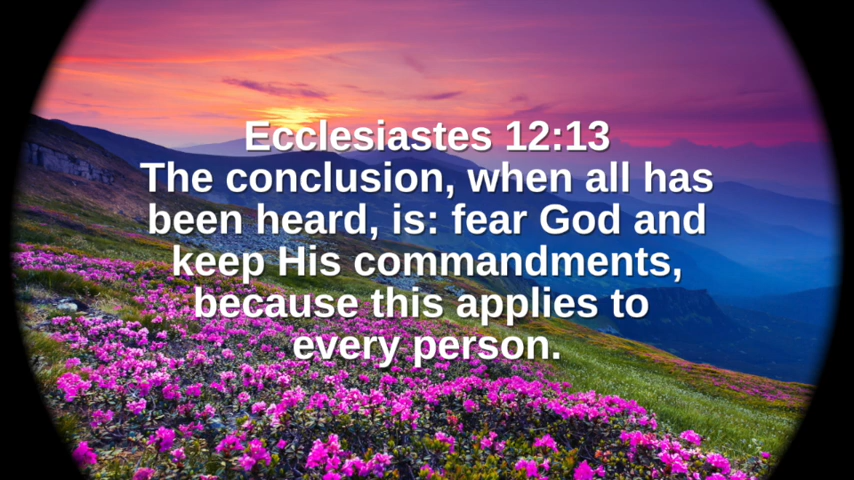 Ecclesiastes 12:13
The conclusion, when all has
been heard, is: fear God and
keep His commandments,
because this applies to
every person.